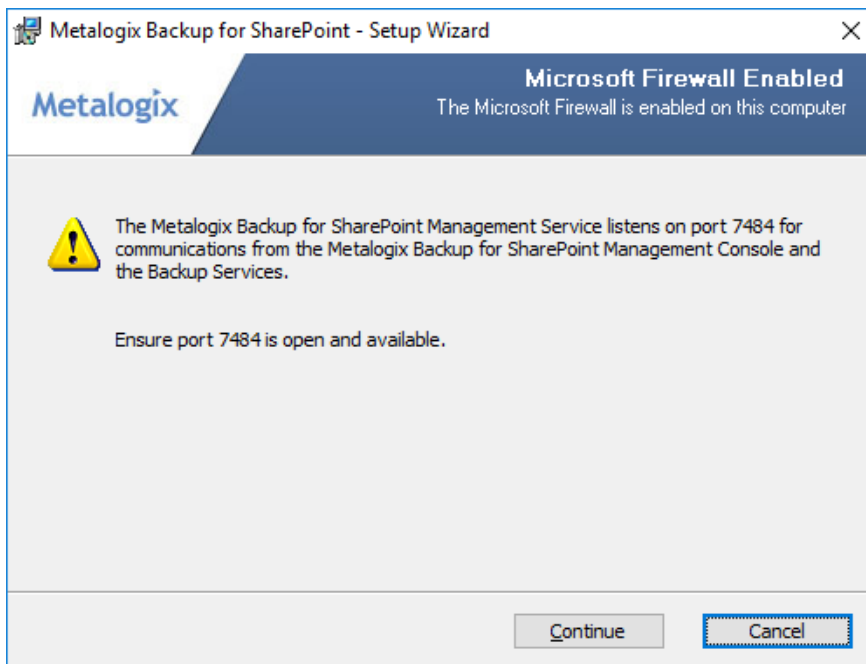 Metalogix Backup for SharePoint - Setup Wizard
Microsoft Firewall Enabled
Metalogix
The Microsoft Firewall is enabled on this computer
The Metalogix Backup for SharePoint Management Service listens on port 7484 for
communications from the Metalogix Backup for SharePoint Management Console and
the Backup Services.
Ensure port 7484 is open and available.
Continue
Cancel